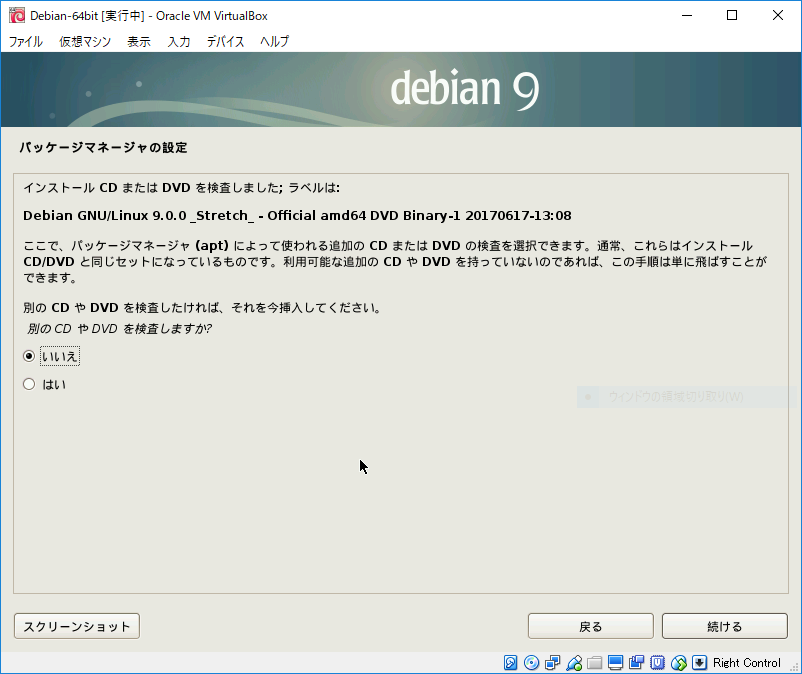 Debian-64bit [実行中] - Oracle VM VirtualBox
ファイル 仮想マシン 表示 入力 デバイス ヘルプ
debian 9
パッケージマネージャの設定
インストール CD または DVD を検査しました; ラベルは:
Debian GNU/Linux 9.0.0 _Stretch_ - Official amd64 DVD Binary-1 20170617-13:08
ここで、パッケージマネージャ (apt) によって使われる追加の CD または DVD の検査を選択できます。通常、これらはインストール
CD/DVD と同じセットになっているものです。利用可能な追加の CD や DVD を持っていないのであれば、この手順は単に飛ばすことが
できます。
別の CD や DVD を検査したければ、それを今挿入してください。
別の CD や DVD を検査しますか?
いいえ
はい
ウィンドウの領域切り取り(W)
スクリーンショット
戻る
続ける
Right Control